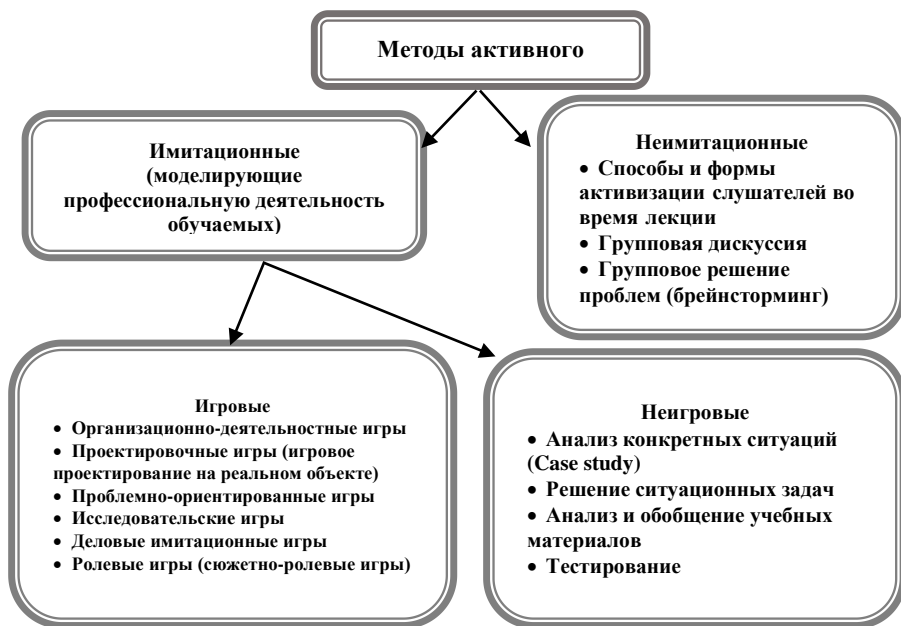 Методы активного
Имитационные
(моделирующие
профессиональную деятельность
обучаемых)
Неимитационные
• Способы и формы
активизации слушателей во
время лекции
• Групповая дискуссия
• Групповое решение
проблем (брейнсторминг)
Игровые
• Организационно-деятельностные игры
• Проектировочные игры (игровое
проектирование на реальном объекте)
• Проблемно-ориентированные игры
• Исследовательские игры
• Деловые имитационные игры
• Ролевые игры (сюжетно-ролевые игры)
Неигровые
• Анализ конкретных ситуаций
(Case study)
• Решение ситуационных задач
• Анализ и обобщение учебных
материалов
• Тестирование